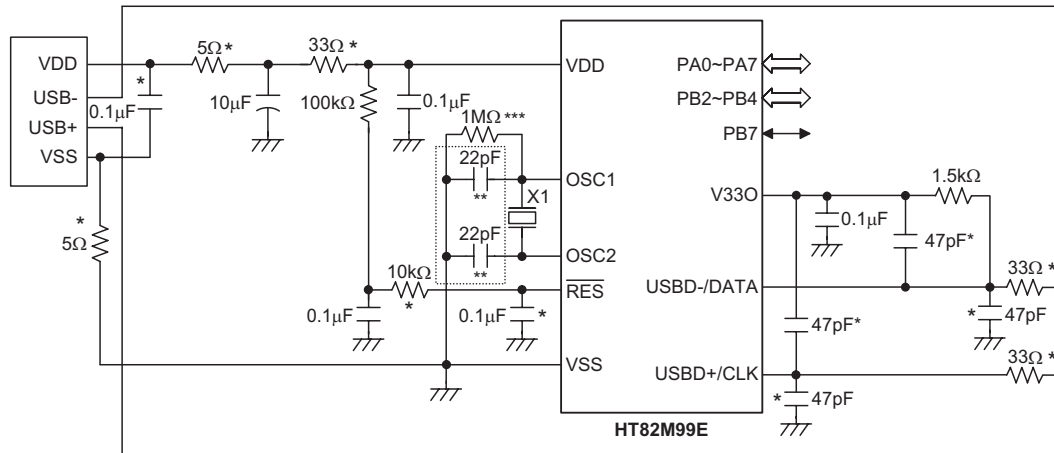 VDD
USB-
USB+
VSS
*
0.1µF
5Ω*
10µF
33Ω*
100kΩ
0.1µF
1MΩ***
22pF
**
X1
22pF
**
*
5Ω
10kΩ
*
0.1µF
0.1µF
*
VDD
OSC1
OSC2
RES
VSS
PA0~PA7
PB2~PB4
PB7
V33O
USBD-/DATA
USBD+/CLK
HT82M99E
0.1µF
47pF*
1.5kΩ
33Ω*
*
47pF
47pF*
33Ω*
*
47pF